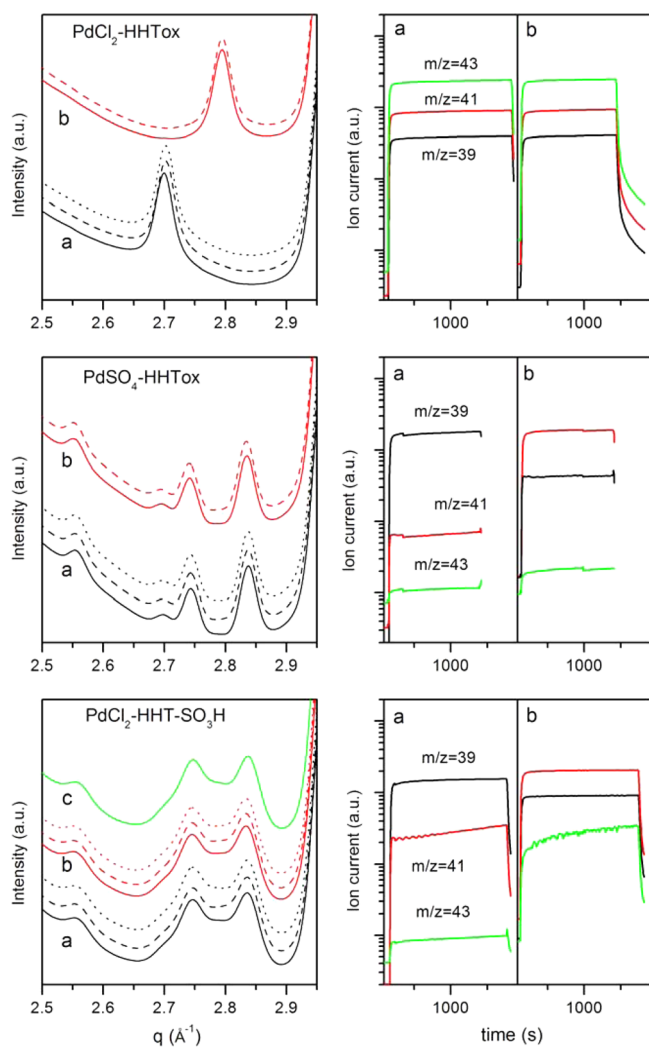 PdCl2-HHTox
b
a
Intensity (a.u.)
2.5 2.6 2.7 2.8 2.9
a b
m/z=43
m/z=41
m/z=39
Ion current (a.u.)
1000 1000
PdSO4-HHTox
b
a
Intensity (a.u.)
2.5 2.6 2.7 2.8 2.9
a b
m/z=39
m/z=41
m/z=43
Ion current (a.u.)
1000 1000
PdCl2-HHT-SO3H
c
b
a
Intensity (a.u.)
2.5 2.6 2.7 2.8 2.9
q (Å-1)
a b
m/z=39
m/z=41
m/z=43
Ion current (a.u.)
1000 1000
time (s)